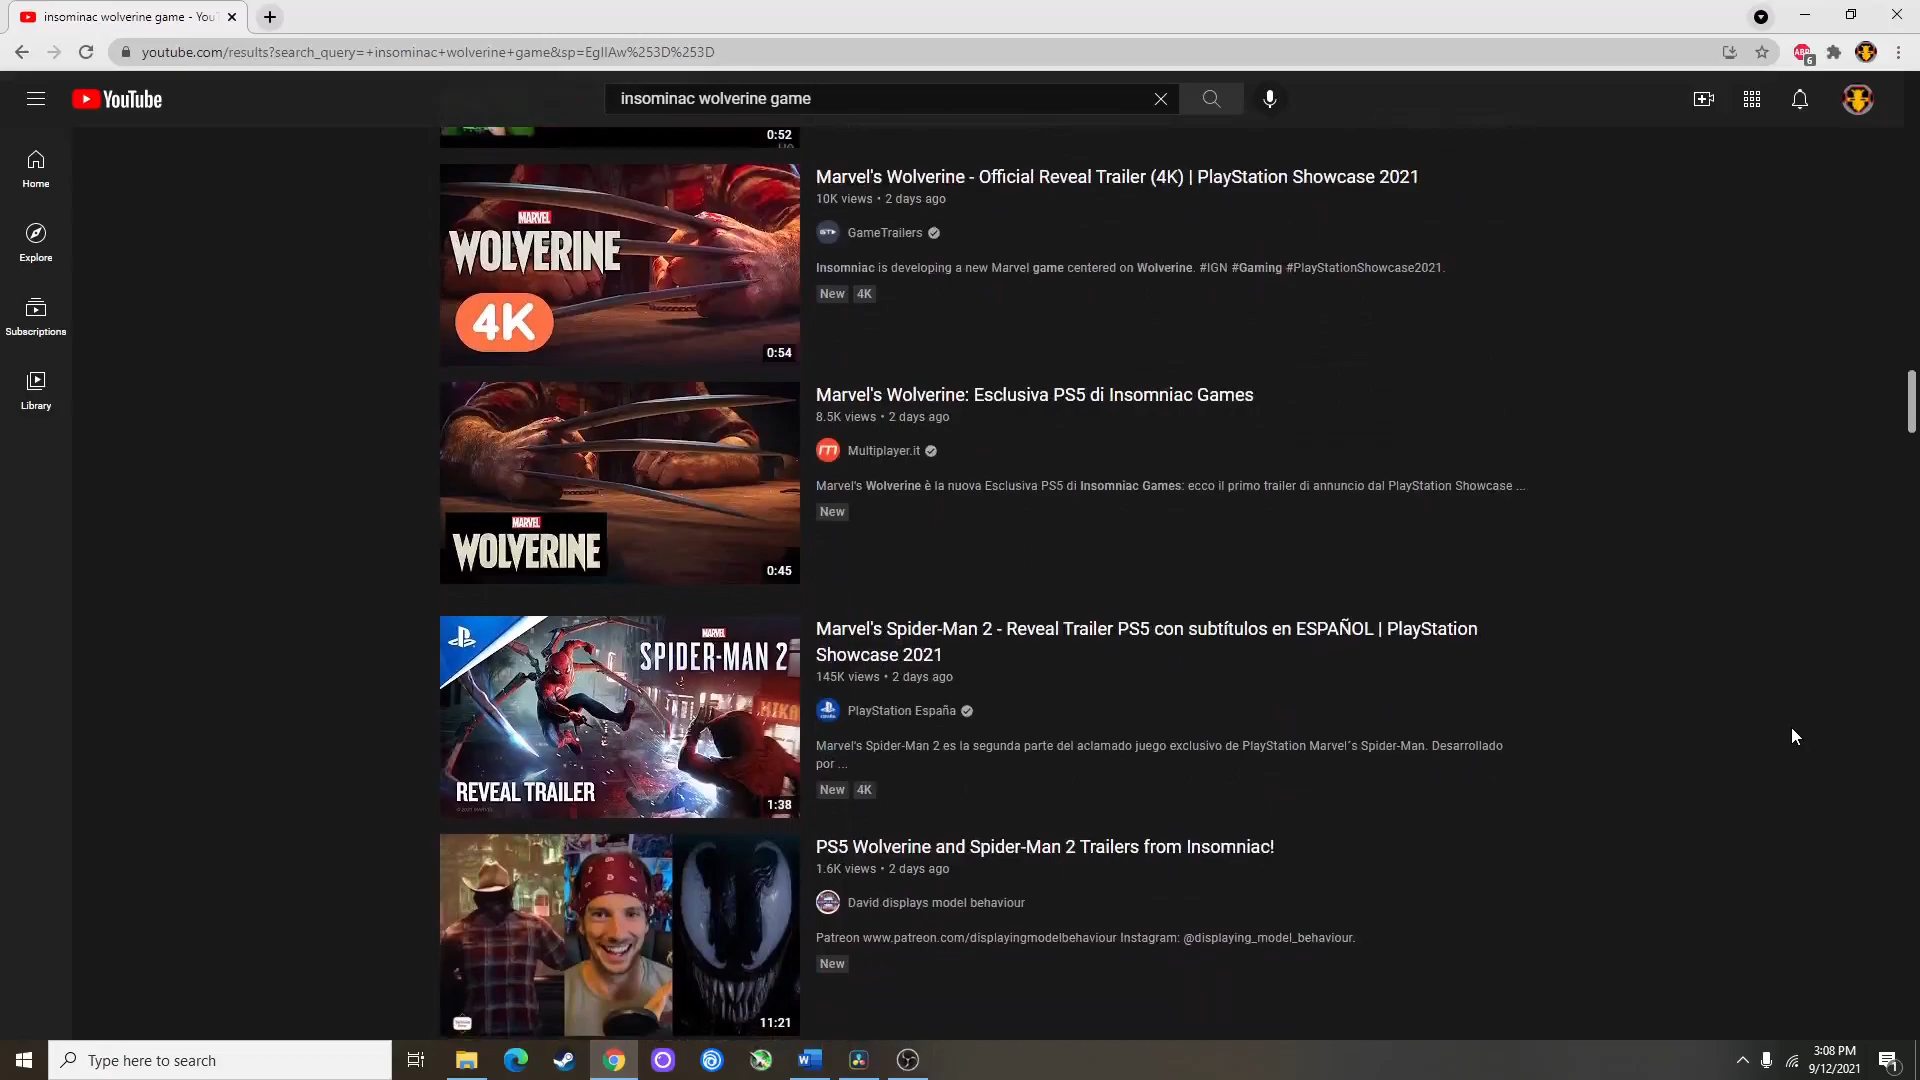 insominac wolverine game - You
youtube.com/results?search_query=+insominac+wolverine+game&sp=EgIIAw%253D%253D
6
YouTube
insominac wolverine game
Home
Explore
Subscriptions
Library
0:52
MARVEL
WOLVERINE
4K
0:54
Marvel's Wolverine - Official Reveal Trailer (4K) | PlayStation Showcase 2021
10K views • 2 days ago
GameTrailers
Insomniac is developing a new Marvel game centered on Wolverine. #IGN #Gaming #PlayStationShowcase2021.
New 4K
MARVEL
WOLVERINE
0:45
Marvel's Wolverine: Esclusiva PS5 di Insomniac Games
8.5K views • 2 days ago
Multiplayer.it
Marvel's Wolverine è la nuova Esclusiva PS5 di Insomniac Games: ecco il primo trailer di annuncio dal PlayStation Showcase ...
New
MARVEL
SPIDER-MAN 2
REVEAL TRAILER
1:38
Marvel's Spider-Man 2 - Reveal Trailer PS5 con subtítulos en ESPAÑOL | PlayStation
Showcase 2021
145K views • 2 days ago
PlayStation España
Marvel's Spider-Man 2 es la segunda parte del aclamado juego exclusivo de PlayStation Marvel´s Spider-Man. Desarrollado
por ...
New 4K
11:21
PS5 Wolverine and Spider-Man 2 Trailers from Insomniac!
1.6K views • 2 days ago
David displays model behaviour
Patreon www.patreon.com/displayingmodelbehaviour Instagram: @displaying_model_behaviour.
New
Type here to search
3:08 PM
9/12/2021
1